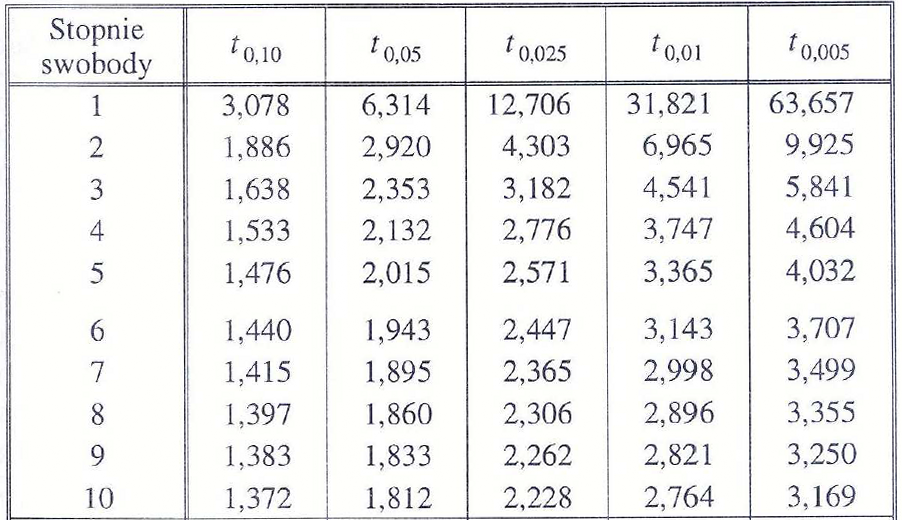 Stopnie swobody t 0,10 t 0,05 t 0,025 t 0,01 t 0,005
1 3,078 6,314 12,706 31,821 63,657
2 1,886 2,920 4,303 6,965 9,925
3 1,638 2,353 3,182 4,541 5,841
4 1,533 2,132 2,776 3,747 4,604
5 1,476 2,015 2,571 3,365 4,032
6 1,440 1,943 2,447 3,143 3,707
7 1,415 1,895 2,365 2,998 3,499
8 1,397 1,860 2,306 2,896 3,355
9 1,383 1,833 2,262 2,821 3,250
10 1,372 1,812 2,228 2,764 3,169